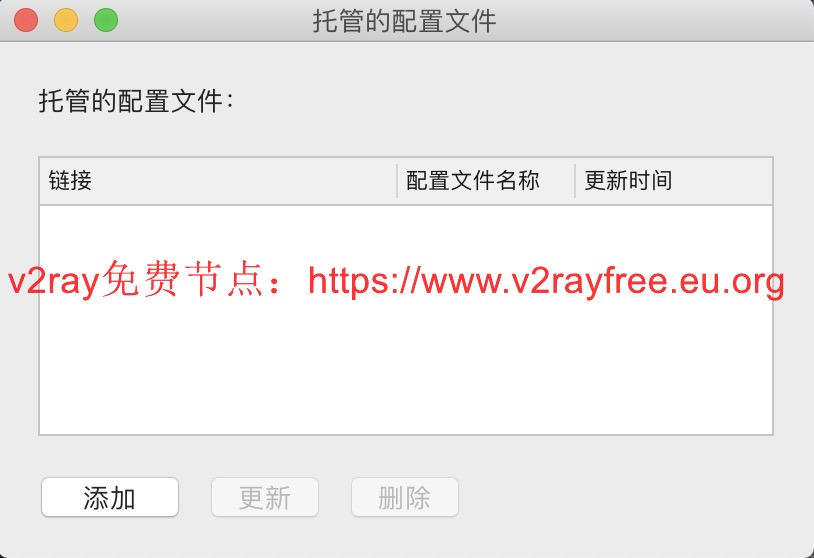 托管的配置文件
托管的配置文件：
链接 配置文件名称 更新时间
v2ray免费节点：https://www.v2rayfree.eu.org
添加 更新 删除